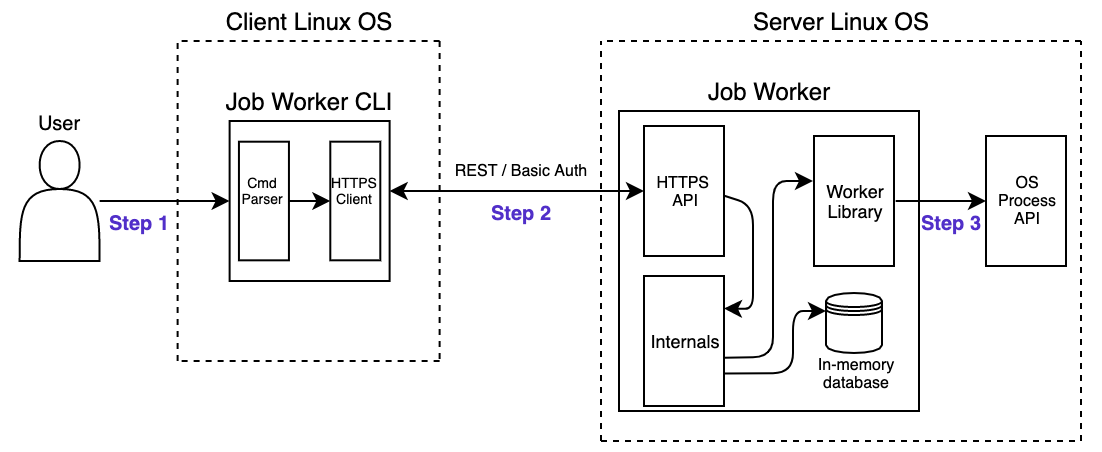 Client Linux OS
Server Linux OS
Job Worker CLI
Job Worker
User
Cmd
Parser
HTTPS
Client
REST / Basic Auth
HTTPS
API
Worker
Library
OS
Process
API
Step 1
Step 2
Step 3
Internals
In-memory
database